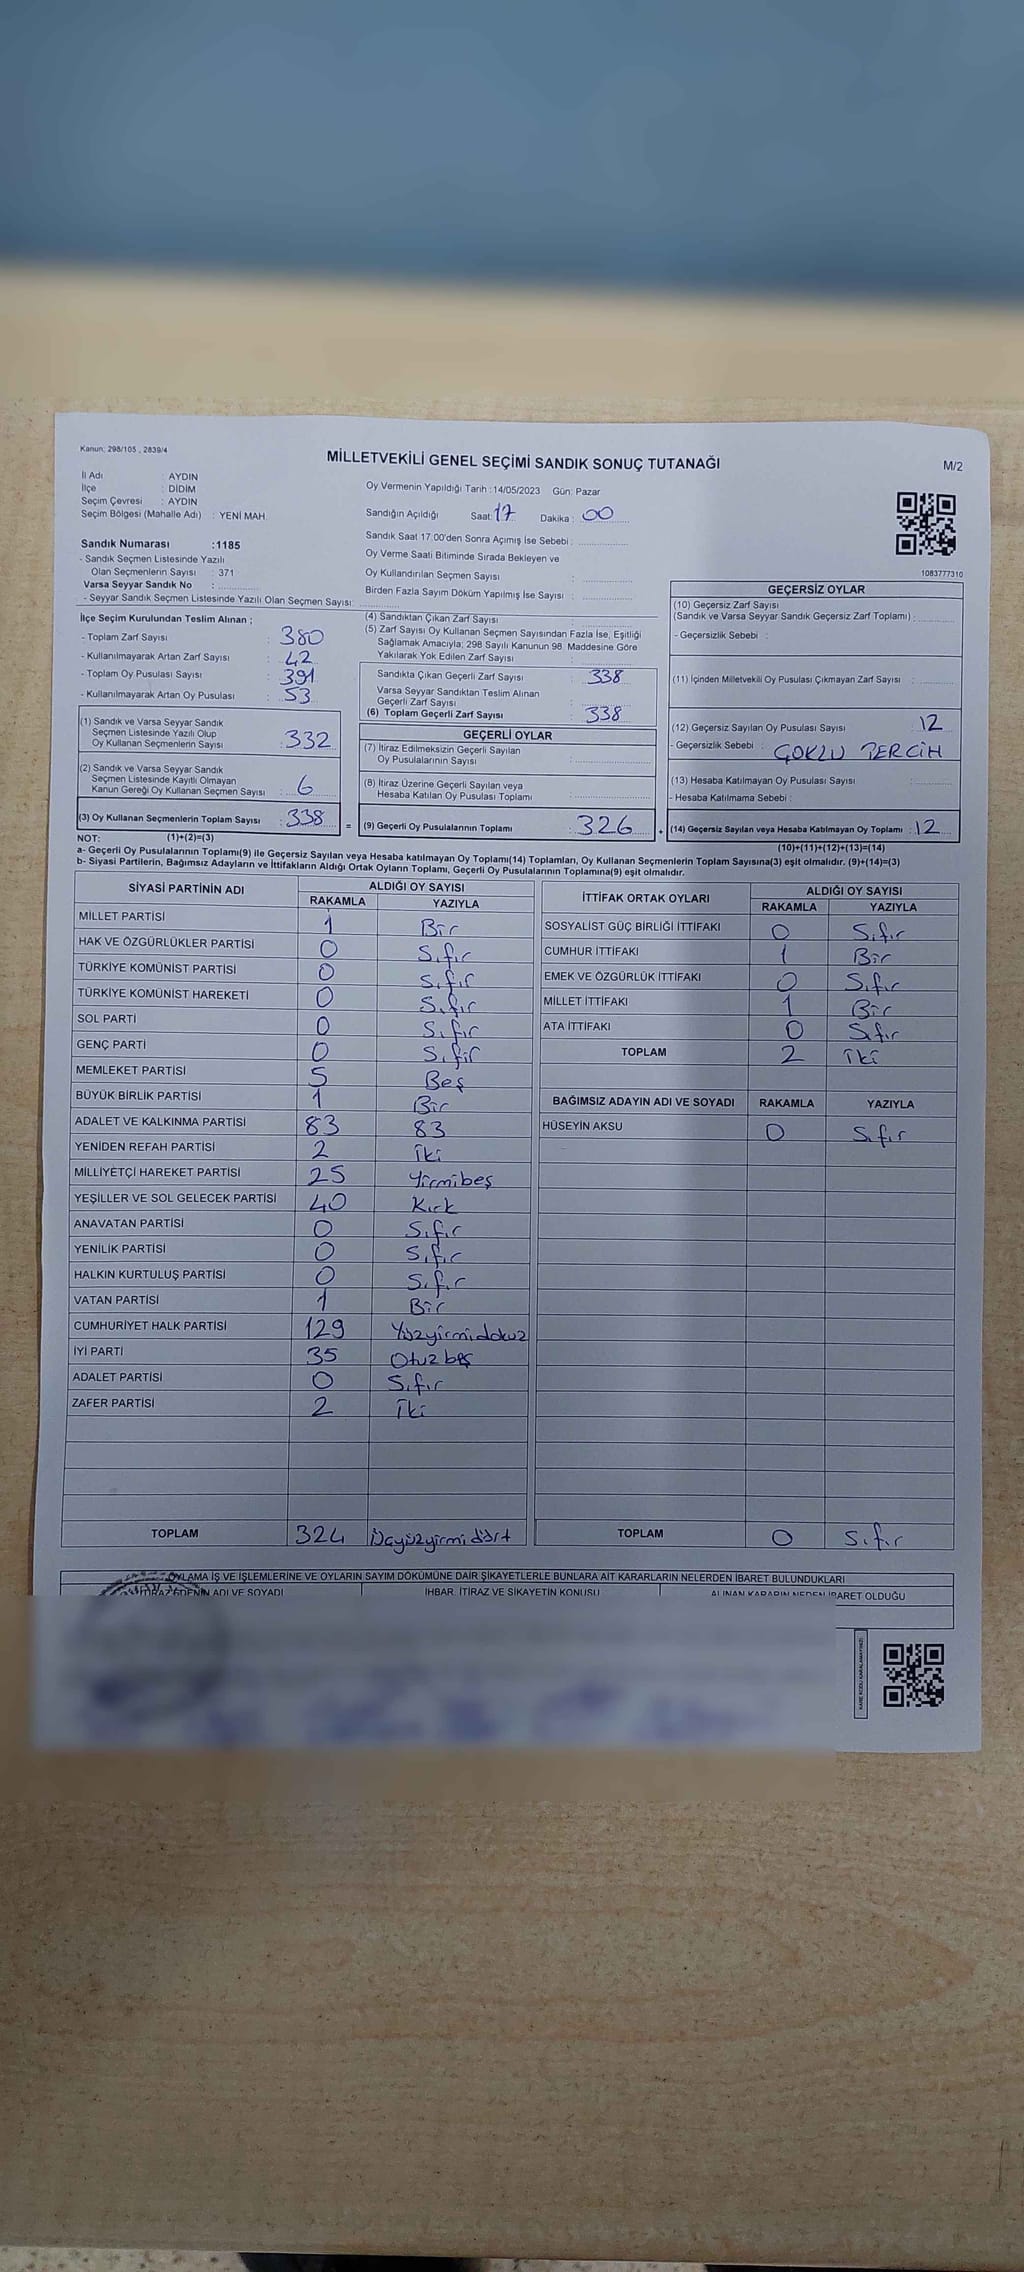 Kanun; 298/105 , 2839/4
MİLLETVEKİLİ GENEL SEÇİMİ SANDIK SONUÇ TUTANAĞI
M/2
İl Adı : AYDIN
İlçe : DİDİM
Seçim Çevresi : AYDIN
Seçim Bölgesi (Mahalle Adı) : YENİ MAH.
Oy Vermenin Yapıldığı Tarih :14/05/2023 Gün: Pazar
Sandığın Açıldığı Saat: 17 Dakika : 00
Sandık Saat 17:00'den Sonra Açımış İse Sebebi :
Oy Verme Saati Bitiminde Sırada Bekleyen ve
Oy Kullandırılan Seçmen Sayısı :
Birden Fazla Sayım Döküm Yapılmış İse Sayısı :
Sandık Numarası :1185
- Sandık Seçmen Listesinde Yazılı
Olan Seçmenlerin Sayısı : 371
Varsa Seyyar Sandık No :
- Seyyar Sandık Seçmen Listesinde Yazılı Olan Seçmen Sayısı:
1083777310
İlçe Seçim Kurulundan Teslim Alınan ;
- Toplam Zarf Sayısı : 380
- Kullanılmayarak Artan Zarf Sayısı : 42
- Toplam Oy Pusulası Sayısı : 391
- Kullanılmayarak Artan Oy Pusulası : 53
(1) Sandık ve Varsa Seyyar Sandık
Seçmen Listesinde Yazılı Olup
Oy Kullanan Seçmenlerin Sayısı : 332
(2) Sandık ve Varsa Seyyar Sandık
Seçmen Listesinde Kayıtlı Olmayan
Kanun Gereği Oy Kullanan Seçmen Sayısı : 6
(3) Oy Kullanan Seçmenlerin Toplam Sayısı : 338 =
(4) Sandıktan Çıkan Zarf Sayısı :
(5) Zarf Sayısı Oy Kullanan Seçmen Sayısından Fazla İse, Eşitliği
Sağlamak Amacıyla; 298 Sayılı Kanunun 98. Maddesine Göre
Yakılarak Yok Edilen Zarf Sayısı :
Sandıkta Çıkan Geçerli Zarf Sayısı : 338
Varsa Seyyar Sandıktan Teslim Alınan
Geçerli Zarf Sayısı :
(6) Toplam Geçerli Zarf Sayısı : 338
GEÇERLİ OYLAR
(7) İtiraz Edilmeksizin Geçerli Sayılan
Oy Pusulalarının Sayısı :
(8) İtiraz Üzerine Geçerli Sayılan veya
Hesaba Katılan Oy Pusulası Toplamı :
(9) Geçerli Oy Pusulalarının Toplamı : 326 +
GEÇERSİZ OYLAR
(10) Geçersiz Zarf Sayısı
(Sandık ve Varsa Seyyar Sandık Geçersiz Zarf Toplamı) :
- Geçersizlik Sebebi :
(11) İçinden Milletvekili Oy Pusulası Çıkmayan Zarf Sayısı :
(12) Geçersiz Sayılan Oy Pusulası Sayısı : 12
- Geçersizlik Sebebi : ÇOKLU TERCİH
(13) Hesaba Katılmayan Oy Pusulası Sayısı :
- Hesaba Katılmama Sebebi :
(14) Geçersiz Sayılan veya Hesaba Katılmayan Oy Toplamı : 12
NOT: (1)+(2)=(3)
(10)+(11)+(12)+(13)=(14)
a- Geçerli Oy Pusulalarının Toplamı(9) ile Geçersiz Sayılan veya Hesaba katılmayan Oy Toplamı(14) Toplamları, Oy Kullanan Seçmenlerin Toplam Sayısına(3) eşit olmalıdır. (9)+(14)=(3)
b- Siyasi Partilerin, Bağımsız Adayların ve İttifakların Aldığı Ortak Oyların Toplamı, Geçerli Oy Pusulalarının Toplamına(9) eşit olmalıdır.
SİYASİ PARTİNİN ADI ALDIĞI OY SAYISI
RAKAMLA YAZIYLA
MİLLET PARTİSİ 1 Bir
HAK VE ÖZGÜRLÜKLER PARTİSİ 0 Sıfır
TÜRKİYE KOMÜNİST PARTİSİ 0 Sıfır
TÜRKİYE KOMÜNİST HAREKETİ 0 Sıfır
SOL PARTİ 0 Sıfır
GENÇ PARTİ 0 Sıfır
MEMLEKET PARTİSİ 5 Beş
BÜYÜK BİRLİK PARTİSİ 1 Bir
ADALET VE KALKINMA PARTİSİ 83 83
YENİDEN REFAH PARTİSİ 2 İki
MİLLİYETÇİ HAREKET PARTİSİ 25 Yirmibeş
YEŞİLLER VE SOL GELECEK PARTİSİ 40 Kırk
ANAVATAN PARTİSİ 0 Sıfır
YENİLİK PARTİSİ 0 Sıfır
HALKIN KURTULUŞ PARTİSİ 0 Sıfır
VATAN PARTİSİ 1 Bir
CUMHURİYET HALK PARTİSİ 129 Yüzyirmidokuz
İYİ PARTİ 35 Otuzbeş
ADALET PARTİSİ 0 Sıfır
ZAFER PARTİSİ 2 İki
TOPLAM 324 Üçyüzyirmidört
İTTİFAK ORTAK OYLARI ALDIĞI OY SAYISI
RAKAMLA YAZIYLA
SOSYALİST GÜÇ BİRLİĞİ İTTİFAKI 0 Sıfır
CUMHUR İTTİFAKI 1 Bir
EMEK VE ÖZGÜRLÜK İTTİFAKI 0 Sıfır
MİLLET İTTİFAKI 1 Bir
ATA İTTİFAKI 0 Sıfır
TOPLAM 2 İki
BAĞIMSIZ ADAYIN ADI VE SOYADI RAKAMLA YAZIYLA
HÜSEYİN AKSU 0 Sıfır
TOPLAM 0 Sıfır
OYLAMA İŞ VE İŞLEMLERİNE VE OYLARIN SAYIM DÖKÜMÜNE DAİR ŞİKAYETLERLE BUNLARA AİT KARARLARIN NELERDEN İBARET BULUNDUKLARI
İTİRAZ EDENİN ADI VE SOYADI İHBAR, İTİRAZ VE ŞİKAYETİN KONUSU ALINAN KARARIN NEDEN İBARET OLDUĞU
KARE KODU KARALAMAYINIZ!